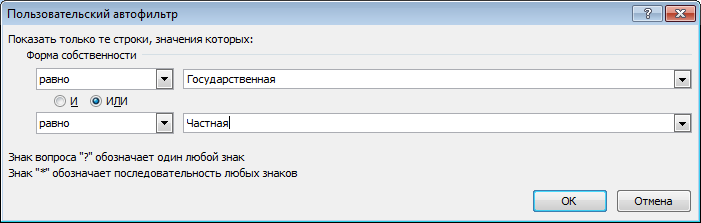 Пользовательский автофильтр
?
Показать только те строки, значения которых:
Форма собственности
равно Государственная
И ИЛИ
равно Частная
Знак вопроса "?" обозначает один любой знак
Знак "*" обозначает последовательность любых знаков
ОК Отмена